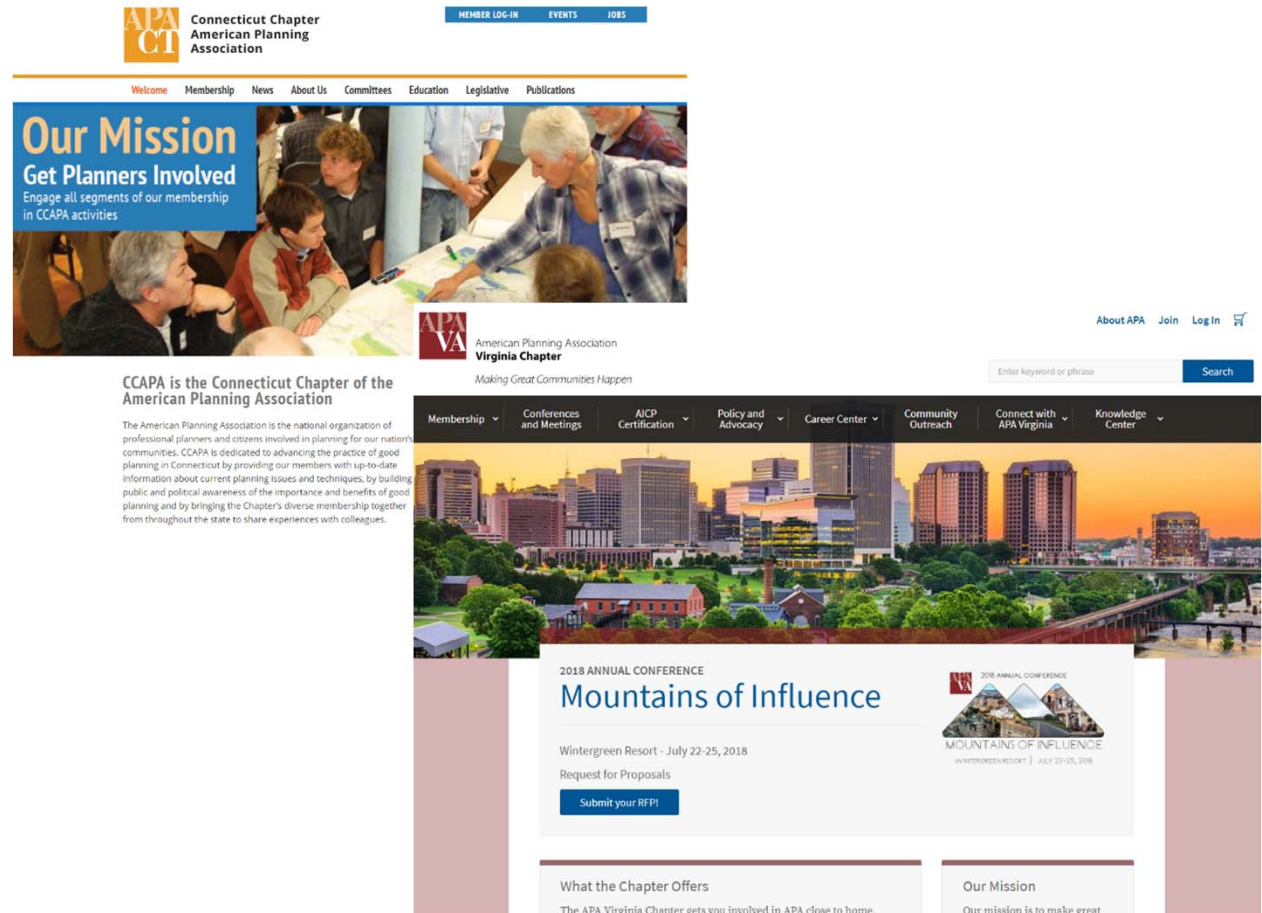 APA
CT
Connecticut Chapter
American Planning
Association
MEMBER LOG-IN EVENTS JOBS
Welcome Membership News About Us Committees Education Legislative Publications
Our Mission
Get Planners Involved
Engage all segments of our membership
in CCAPA activities
CCAPA is the Connecticut Chapter of the
American Planning Association
The American Planning Association is the national organization of
professional planners and citizens involved in planning for our nation's
communities. CCAPA is dedicated to advancing the practice of good
planning in Connecticut by providing our members with up-to-date
information about current planning issues and techniques, by building
public and political awareness of the importance and benefits of good
planning and by bringing the Chapter's diverse membership together
from throughout the state to share experiences with colleagues.
APA
VA
American Planning Association
Virginia Chapter
Making Great Communities Happen
About APA Join Log In
Enter keyword or phrase
Search
Membership
Conferences
and Meetings
AICP
Certification
Policy and
Advocacy
Career Center
Community
Outreach
Connect with
APA Virginia
Knowledge
Center
2018 ANNUAL CONFERENCE
Mountains of Influence
Wintergreen Resort - July 22-25, 2018
Request for Proposals
Submit your RFP!
APA
VA
2018 ANNUAL CONFERENCE
MOUNTAINS OF INFLUENCE
WINTERGREEN RESORT | JULY 22-25, 2018
What the Chapter Offers
The APA Virginia Chapter gets you involved in APA close to home.
Our Mission
Our mission is to make great